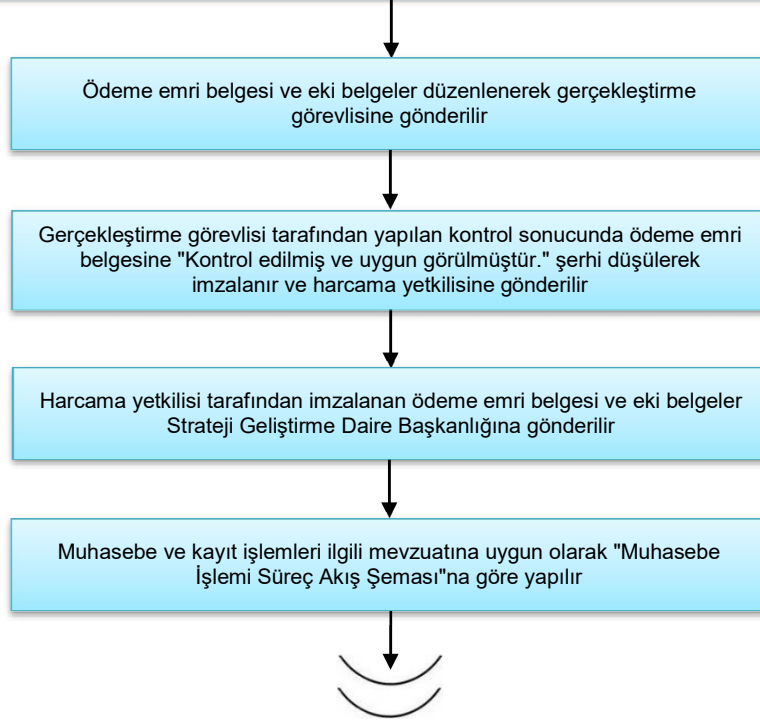 Ödeme emri belgesi ve eki belgeler düzenlenerek gerçekleştirme
görevlisine gönderilir
Gerçekleştirme görevlisi tarafından yapılan kontrol sonucunda ödeme emri
belgesine "Kontrol edilmiş ve uygun görülmüştür." şerhi düşülerek
imzalanır ve harcama yetkilisine gönderilir
Harcama yetkilisi tarafından imzalanan ödeme emri belgesi ve eki belgeler
Strateji Geliştirme Daire Başkanlığına gönderilir
Muhasebe ve kayıt işlemleri ilgili mevzuatına uygun olarak "Muhasebe
İşlemi Süreç Akış Şeması"na göre yapılır